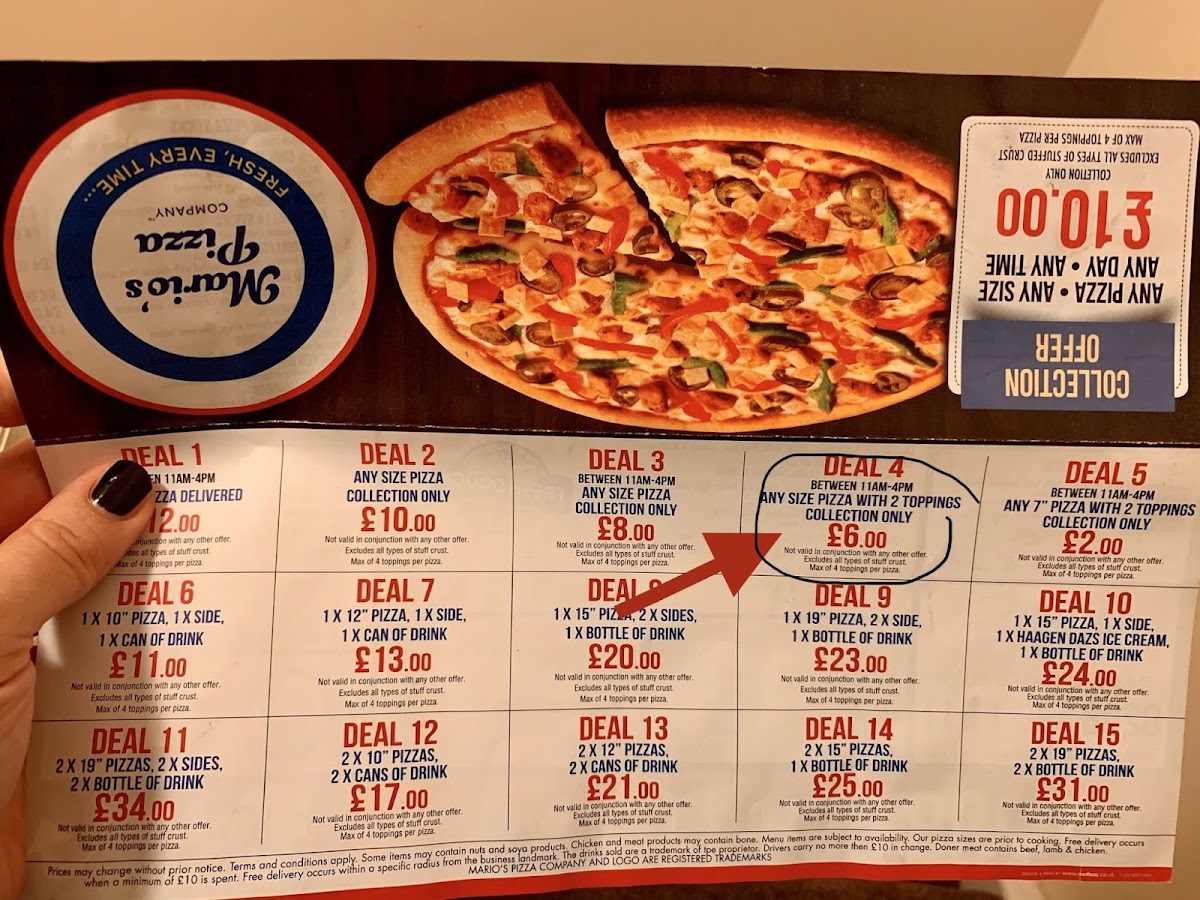 Mario's
Pizza
COMPANY™
FRESH, EVERY TIME...
COLLECTION
OFFER
ANY PIZZA • ANY SIZE
ANY DAY • ANY TIME
£10.00
COLLETION ONLY
EXCLUDES ALL TYPES OF STUFFED CRUST
MAX OF 4 TOPPINGS PER PIZZA
DEAL 1
EN 11AM-4PM
ZZA DELIVERED
12.00
njunction with any other offer.
es all types of stuff crust.
ax of 4 toppings per pizza.
DEAL 2
ANY SIZE PIZZA
COLLECTION ONLY
£10.00
Not valid in conjunction with any other offer.
Excludes all types of stuff crust.
Max of 4 toppings per pizza.
DEAL 3
BETWEEN 11AM-4PM
ANY SIZE PIZZA
COLLECTION ONLY
£8.00
Not valid in conjunction with any other offer.
Excludes all types of stuff crust.
Max of 4 toppings per pizza.
DEAL 4
BETWEEN 11AM-4PM
ANY SIZE PIZZA WITH 2 TOPPINGS
COLLECTION ONLY
£6.00
Not valid in conjunction with any other offer.
Excludes all types of stuff crust.
Max of 4 toppings per pizza.
DEAL 5
BETWEEN 11AM-4PM
ANY 7" PIZZA WITH 2 TOPPINGS
COLLECTION ONLY
£2.00
Not valid in conjunction with any other offer.
Excludes all types of stuff crust.
Max of 4 toppings per pizza.
DEAL 6
1 X 10" PIZZA, 1 X SIDE,
1 X CAN OF DRINK
£11.00
Not valid in conjunction with any other offer.
Excludes all types of stuff crust.
Max of 4 toppings per pizza.
DEAL 7
1 X 12" PIZZA, 1 X SIDE,
1 X CAN OF DRINK
£13.00
Not valid in conjunction with any other offer.
Excludes all types of stuff crust.
Max of 4 toppings per pizza.
DEAL 8
1 X 15" PIZZA, 2 X SIDES,
1 X BOTTLE OF DRINK
£20.00
Not valid in conjunction with any other offer.
Excludes all types of stuff crust.
Max of 4 toppings per pizza.
DEAL 9
1 X 19" PIZZA, 2 X SIDE,
1 X BOTTLE OF DRINK
£23.00
Not valid in conjunction with any other offer.
Excludes all types of stuff crust.
Max of 4 toppings per pizza.
DEAL 10
1 X 15" PIZZA, 1 X SIDE,
1 X HAAGEN DAZS ICE CREAM,
1 X BOTTLE OF DRINK
£24.00
Not valid in conjunction with any other offer.
Excludes all types of stuff crust.
Max of 4 toppings per pizza.
DEAL 11
2 X 19" PIZZAS, 2 X SIDES,
2 X BOTTLE OF DRINK
£34.00
Not valid in conjunction with any other offer.
Excludes all types of stuff crust.
Max of 4 toppings per pizza.
DEAL 12
2 X 10" PIZZAS,
2 X CANS OF DRINK
£17.00
Not valid in conjunction with any other offer.
Excludes all types of stuff crust.
Max of 4 toppings per pizza.
DEAL 13
2 X 12" PIZZAS,
2 X CANS OF DRINK
£21.00
Not valid in conjunction with any other offer.
Excludes all types of stuff crust.
Max of 4 toppings per pizza.
DEAL 14
2 X 15" PIZZAS,
1 X BOTTLE OF DRINK
£25.00
Not valid in conjunction with any other offer.
Excludes all types of stuff crust.
Max of 4 toppings per pizza.
DEAL 15
2 X 19" PIZZAS,
2 X BOTTLE OF DRINK
£31.00
Not valid in conjunction with any other offer.
Excludes all types of stuff crust.
Max of 4 toppings per pizza.
Prices may change without prior notice. Terms and conditions apply. Some items may contain nuts and soya products. Chicken and meat products may contain bone. Menu items are subject to availability. Our pizza sizes are prior to cooking. Free delivery occurs
when a minimum of £10 is spent. Free delivery occurs within a specific radius from the business landmark. The drinks sold are a trademark of tpe proprietor. Drivers carry no more then £10 in change. Doner meat contains beef, lamb & chicken.
MARIO'S PIZZA COMPANY AND LOGO ARE REGISTERED TRADEMARKS